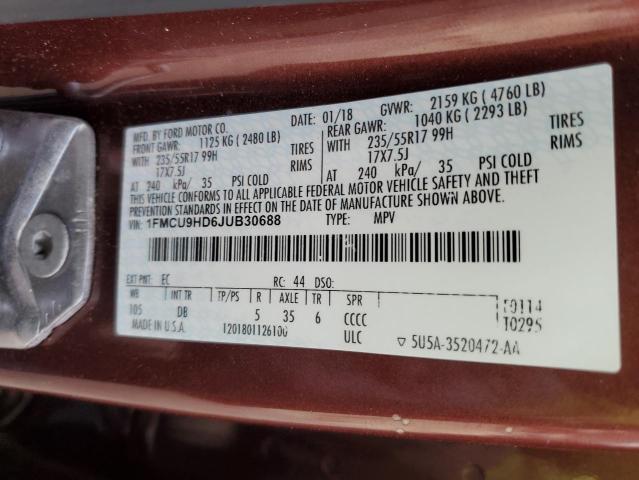 MFD. BY FORD MOTOR CO.
DATE: 01/18 GVWR: 2159 KG ( 4760 LB)
FRONT GAWR: 1125 KG ( 2480 LB)
REAR GAWR: 1040 KG ( 2293 LB)
WITH 235/55R17 99H TIRES
WITH 235/55R17 99H TIRES
17X7.5J RIMS
17X7.5J RIMS
AT 240 kPa/ 35 PSI COLD
AT 240 kPa/ 35 PSI COLD
THIS VEHICLE CONFORMS TO ALL APPLICABLE FEDERAL MOTOR VEHICLE SAFETY AND THEFT
PREVENTION STANDARDS IN EFFECT ON THE DATE OF MANUFACTURE SHOWN ABOVE.
VIN: 1FMCU9HD6JUB30688 TYPE: MPV
EXT PNT: EC RC: 44 DSO:
WB INT TR TP/PS R AXLE TR SPR
105 DB 5 35 6 CCCC
T0114
T0295
MADE IN U.S.A. ULC
5U5A-3520472-AA